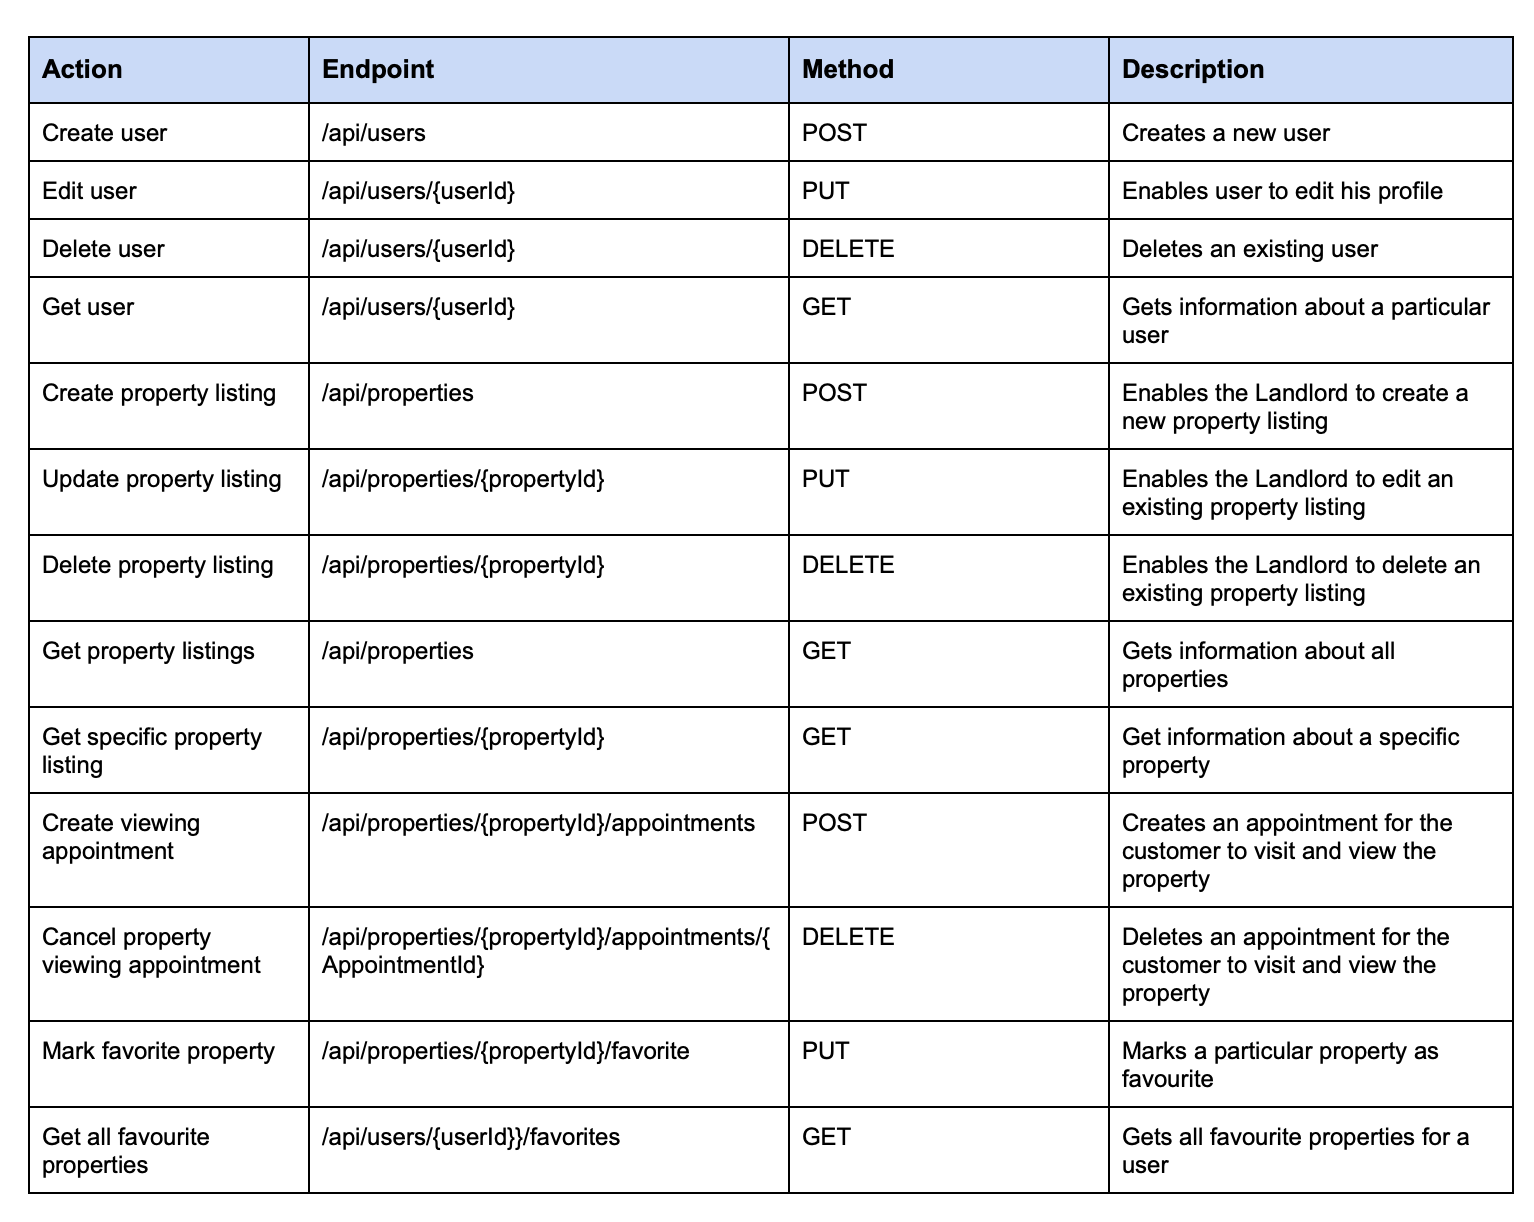 Action Endpoint Method Description
Create user /api/users POST Creates a new user
Edit user /api/users/{userId} PUT Enables user to edit his profile
Delete user /api/users/{userId} DELETE Deletes an existing user
Get user /api/users/{userId} GET Gets information about a particular
user
Create property listing /api/properties POST Enables the Landlord to create a
new property listing
Update property listing /api/properties/{propertyId} PUT Enables the Landlord to edit an
existing property listing
Delete property listing /api/properties/{propertyId} DELETE Enables the Landlord to delete an
existing property listing
Get property listings /api/properties GET Gets information about all
properties
Get specific property /api/properties/{propertyId} GET Get information about a specific
listing property
Create viewing /api/properties/{propertyId}/appointments POST Creates an appointment for the
appointment customer to visit and view the
property
Cancel property /api/properties/{propertyId}/appointments/{ DELETE Deletes an appointment for the
viewing appointment AppointmentId} customer to visit and view the
property
Mark favorite property /api/properties/{propertyId}/favorite PUT Marks a particular property as
favourite
Get all favourite /api/users/{userId}}/favorites GET Gets all favourite properties for a
properties user